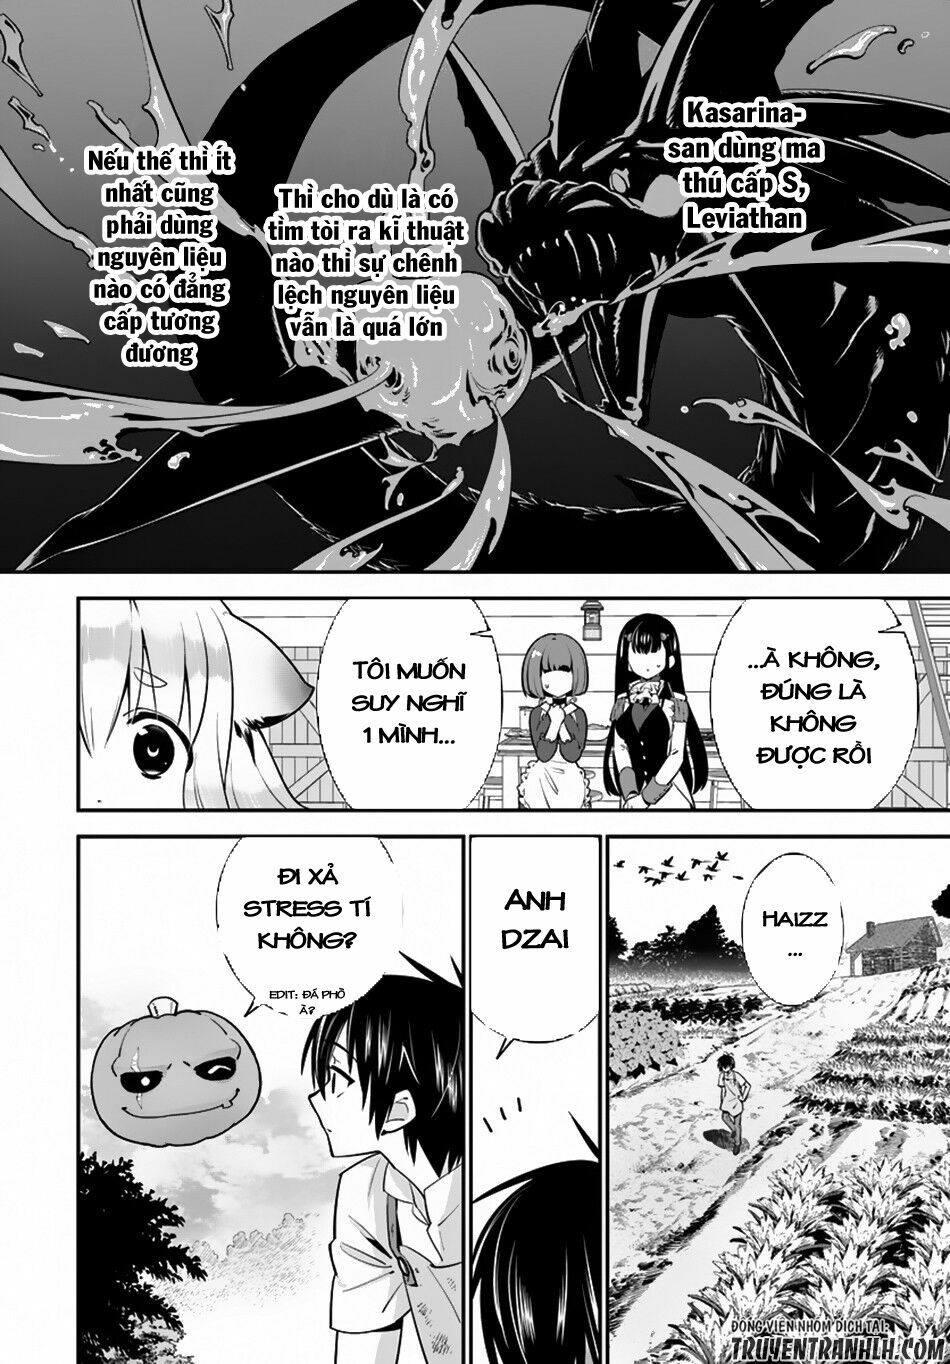 Kasarina-
san dùng ma
thú cấp S,
Leviathan
Thì cho dù là có
tìm tòi ra kĩ thuật
nào thì sự chênh
lệch nguyên liệu
vẫn là quá lớn
Nếu thế thì ít
nhất cũng
phải dùng
nguyên liệu
nào có đẳng
cấp tương
đương
...À KHÔNG,
ĐÚNG LÀ
KHÔNG
ĐƯỢC RỒI
TÔI MUỐN
SUY NGHĨ
1 MÌNH...
HAIZZ
...
ANH
DZAI
ĐI XẢ
STRESS TÍ
KHÔNG?
EDIT: ĐÁ PHÒ
À?
ĐỘNG VIÊN NHÓM DỊCH TẠI:
TRUYENTRANHLH.COM